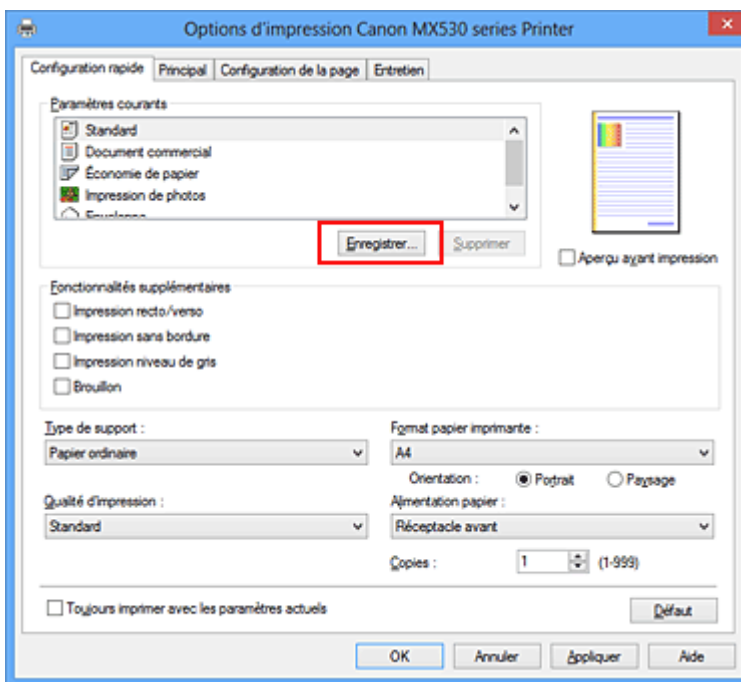 Options d'impression Canon MX530 series Printer
Configuration rapide Principal Configuration de la page Entretien
Paramètres courants
Standard
Document commercial
Économie de papier
Impression de photos
Enveloppe
Enregistrer... Supprimer
Aperçu avant impression
Fonctionnalités supplémentaires
Impression recto/verso
Impression sans bordure
Impression niveau de gris
Brouillon
Type de support :
Papier ordinaire
Format papier imprimante :
A4
Orientation : Portrait Paysage
Qualité d'impression :
Standard
Alimentation papier :
Réceptacle avant
Copies : 1 (1-999)
Toujours imprimer avec les paramètres actuels
Défaut
OK Annuler Appliquer Aide